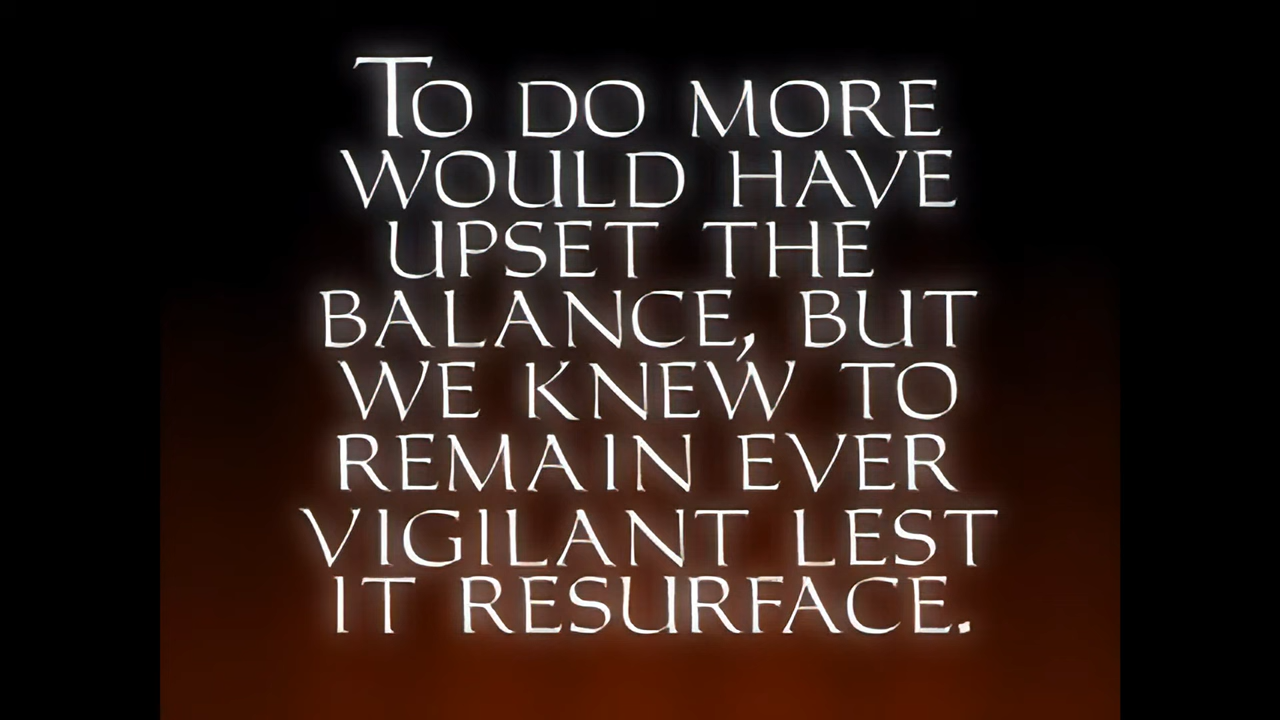 To do more
would have
upset the
balance, but
we knew to
remain ever
vigilant lest
it resurface.